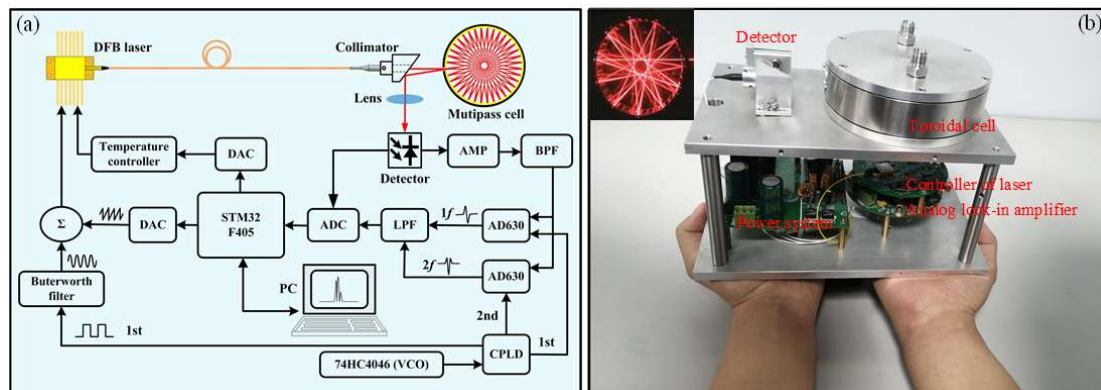 (a)
DFB laser
Collimator
Lens
Mutipass cell
Temperature
controller
DAC
Detector
AMP
BPF
Σ
DAC
STM32
F405
ADC
LPF
1f
AD630
2f
AD630
Buterworth
filter
PC
1st
2nd
1st
CPLD
74HC4046 (VCO)
(b)
Detector
Toroidal cell
Controller of laser
Power system
Analog lock-in amplifier